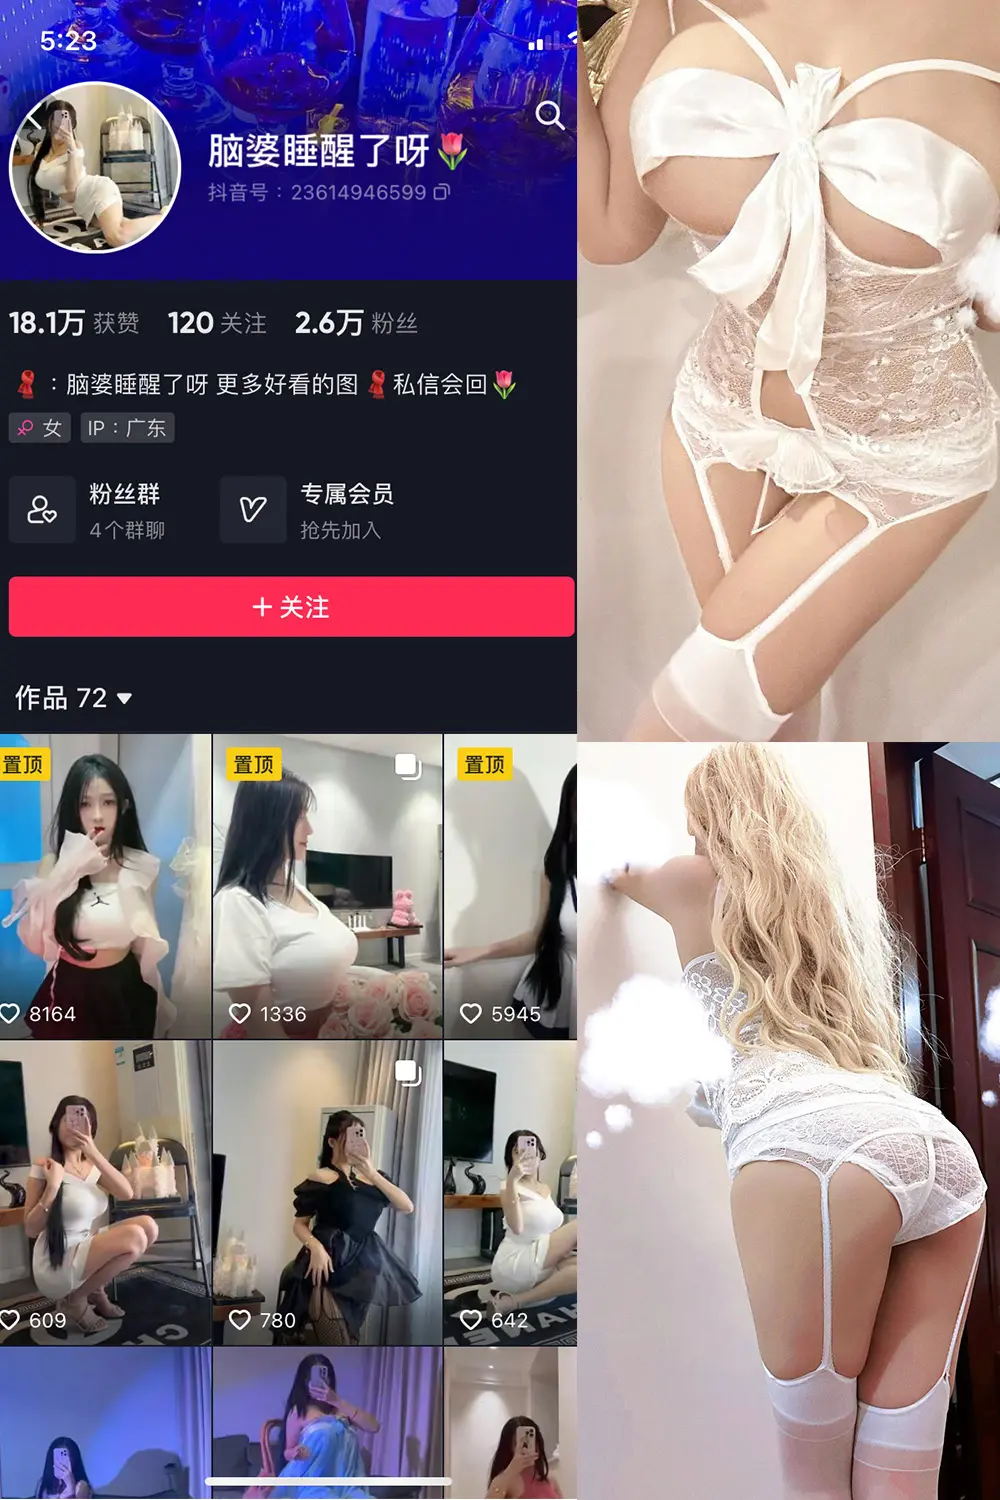 5:23
脑婆睡醒了呀🌷
抖音号：23614946599
18.1万 获赞 120 关注 2.6万 粉丝
🧣：脑婆睡醒了呀 更多好看的图🧣私信会回🌷
女 IP：广东
粉丝群 专属会员
4个群聊 抢先加入
+ 关注
作品 72
置顶 置顶 置顶
8164 1336 5945
609 780 642